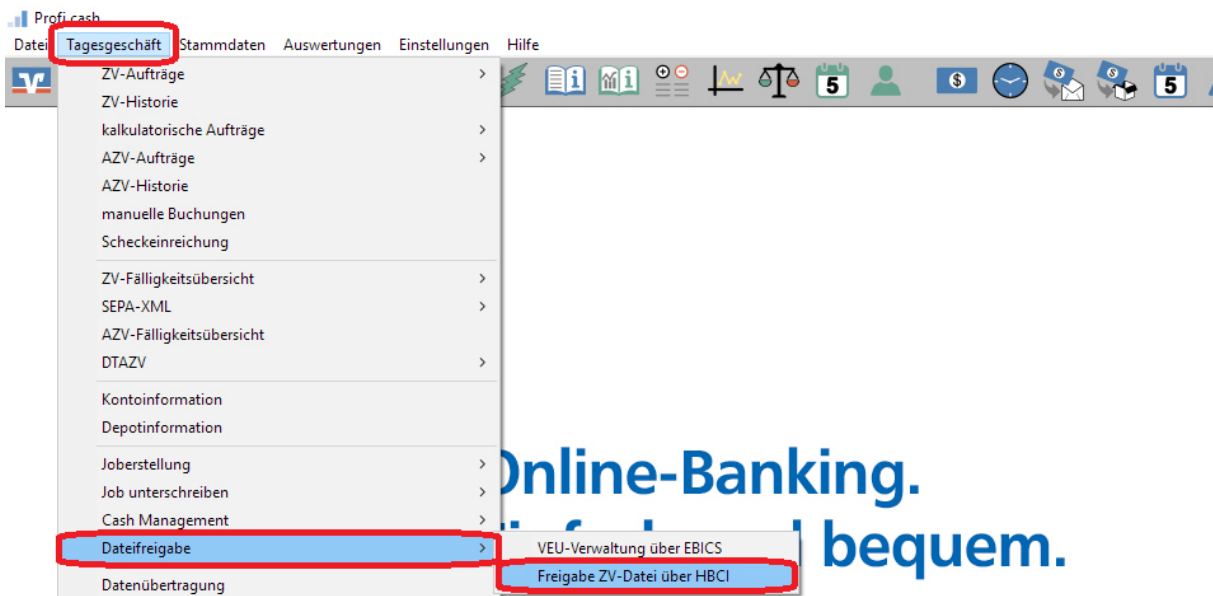 Profi cash
Datei Tagesgeschäft Stammdaten Auswertungen Einstellungen Hilfe
ZV-Aufträge
ZV-Historie
kalkulatorische Aufträge
AZV-Aufträge
AZV-Historie
manuelle Buchungen
Scheckeinreichung
ZV-Fälligkeitsübersicht
SEPA-XML
AZV-Fälligkeitsübersicht
DTAZV
Kontoinformation
Depotinformation
Joberstellung
Job unterschreiben
Cash Management
Dateifreigabe
Datenübertragung
VEU-Verwaltung über EBICS
Freigabe ZV-Datei über HBCI
Online-Banking.
bequem.